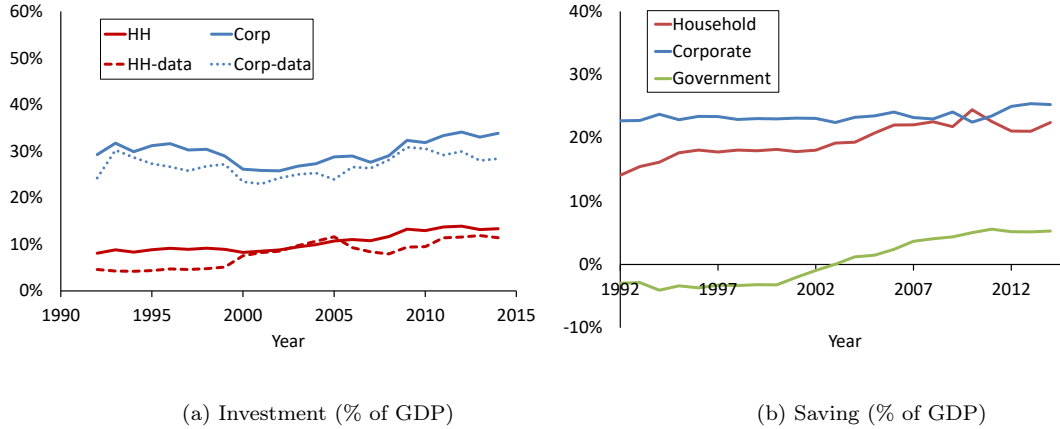 60%
50%
40%
30%
20%
10%
0%
HH
Corp
HH-data
Corp-data
1990
1995
2000
2005
2010
2015
Year
(a) Investment (% of GDP)
40%
30%
20%
10%
0%
-10%
Household
Corporate
Government
1992
1997
2002
2007
2012
Year
(b) Saving (% of GDP)